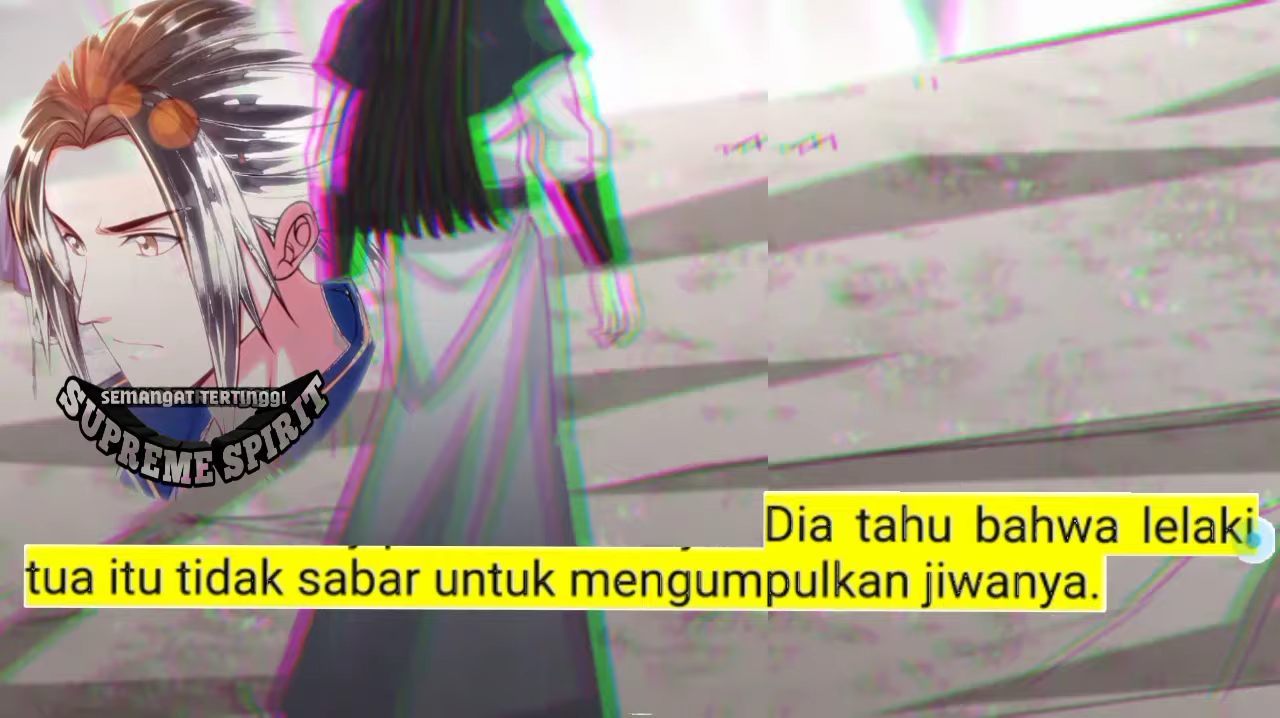 SEMANGAT TERTINGGI
SUPREME SPIRIT
Dia tahu bahwa lelaki
tua itu tidak sabar untuk mengumpulkan jiwanya.